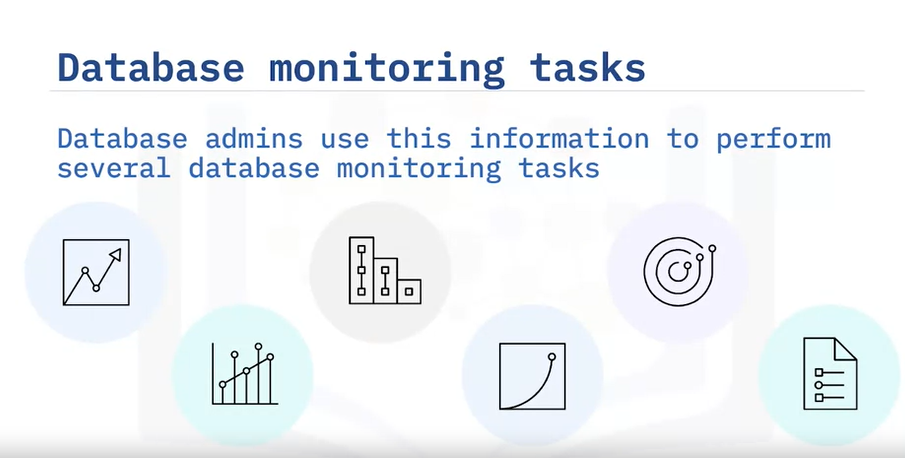 Database monitoring tasks
Database admins use this information to perform
several database monitoring tasks